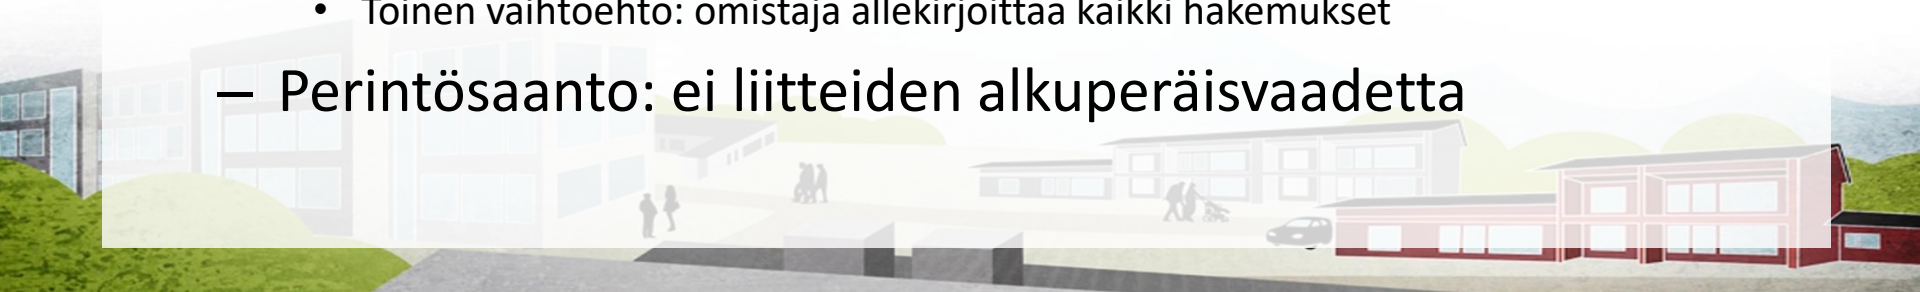 • Toinen vaihtoehto: omistaja allekirjoittaa kaikki hakemukset
– Perintösaanto: ei liitteiden alkuperäisvaadetta